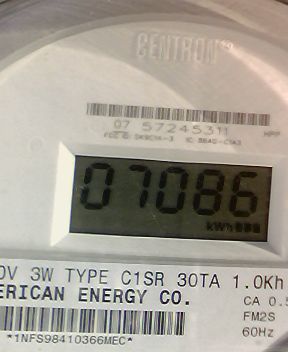 CENTRON®
07 57245311
07086
kWh
0V 3W TYPE C1SR 30TA 1.0Kh
ERICAN ENERGY CO.
CA 0.5
FM2S
60Hz
*1NFS98410366MEC*